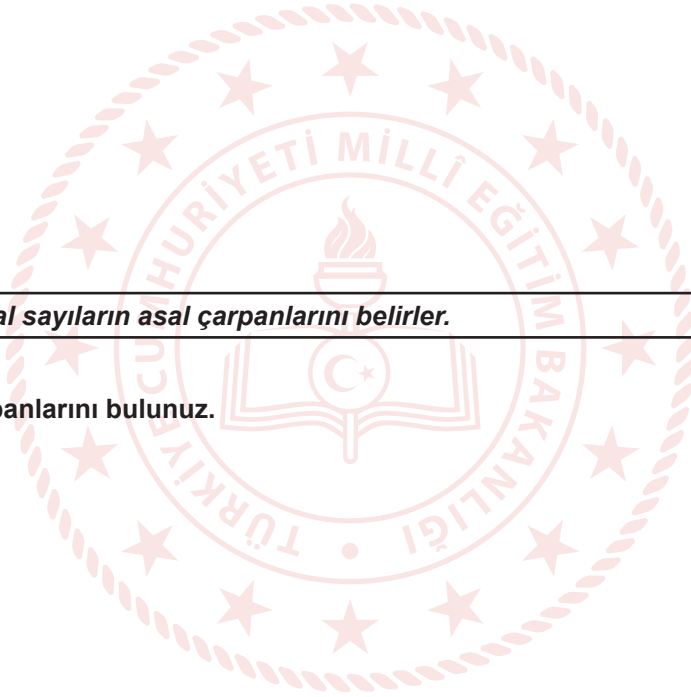 TÜRKİYE CUMHURİYETİ MİLLÎ EĞİTİM BAKANLIĞI
al sayıların asal çarpanlarını belirler.
panlarını bulunuz.